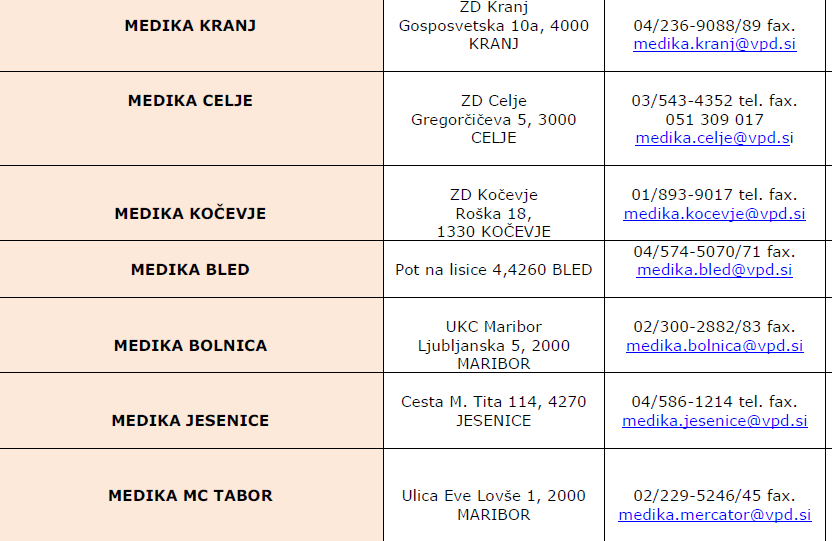 MEDIKA KRANJ
ZD Kranj
Gosposvetska 10a, 4000
KRANJ
04/236-9088/89 fax.
medika.kranj@vpd.si
MEDIKA CELJE
ZD Celje
Gregorčičeva 5, 3000
CELJE
03/543-4352 tel. fax.
051 309 017
medika.celje@vpd.si
MEDIKA KOČEVJE
ZD Kočevje
Roška 18,
1330 KOČEVJE
01/893-9017 tel. fax.
medika.kocevje@vpd.si
MEDIKA BLED
Pot na lisice 4,4260 BLED
04/574-5070/71 fax.
medika.bled@vpd.si
MEDIKA BOLNICA
UKC Maribor
Ljubljanska 5, 2000
MARIBOR
02/300-2882/83 fax.
medika.bolnica@vpd.si
MEDIKA JESENICE
Cesta M. Tita 114, 4270
JESENICE
04/586-1214 tel. fax.
medika.jesenice@vpd.si
MEDIKA MC TABOR
Ulica Eve Lovše 1, 2000
MARIBOR
02/229-5246/45 fax.
medika.mercator@vpd.si